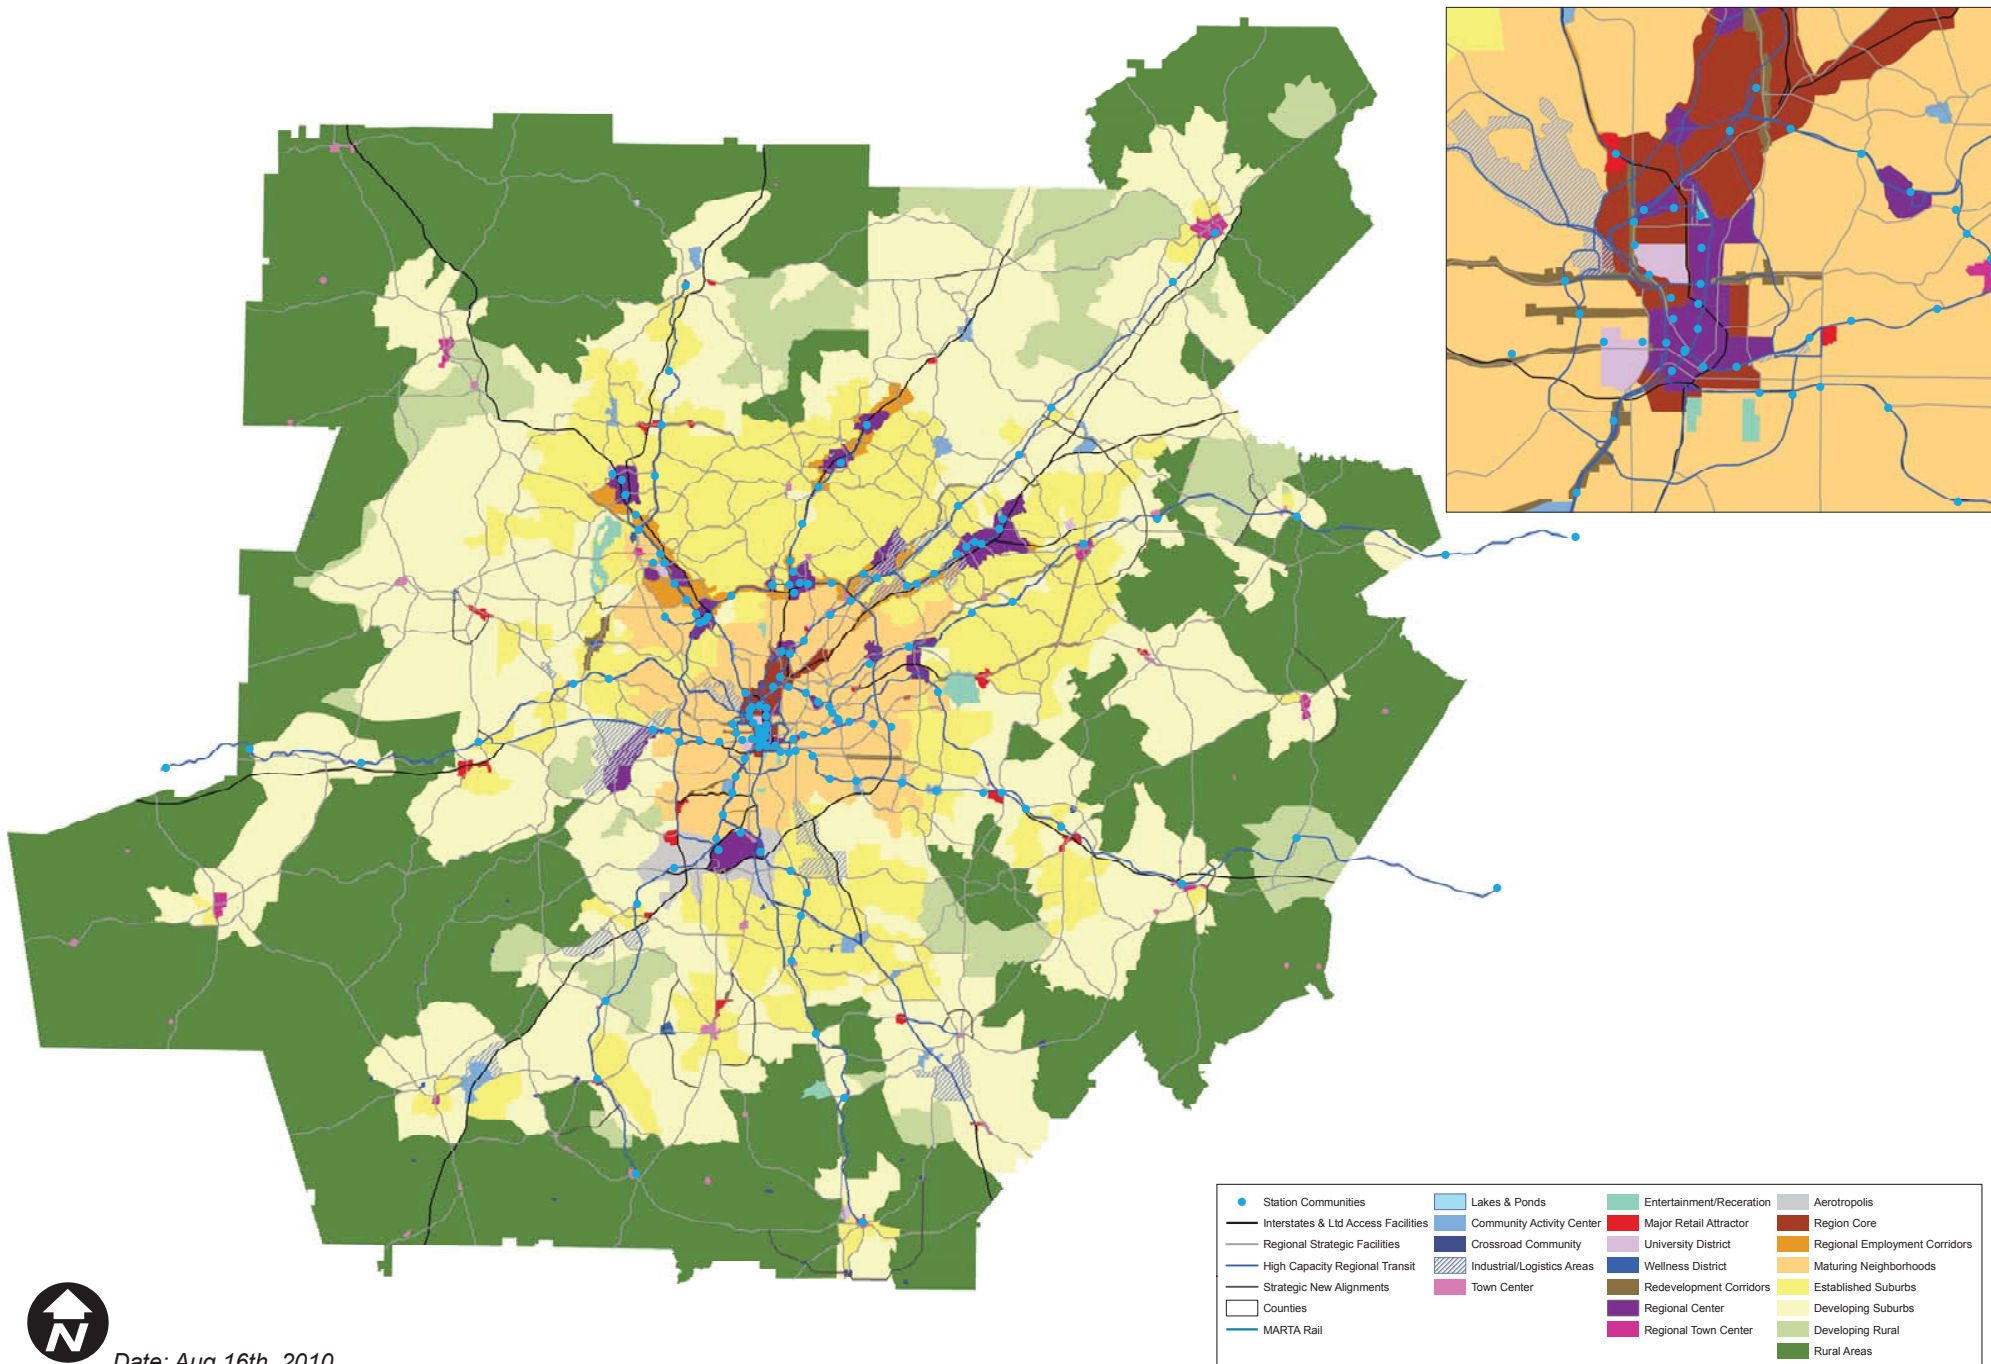 Station Communities
Interstates & Ltd Access Facilities
Regional Strategic Facilities
High Capacity Regional Transit
Strategic New Alignments
Counties
MARTA Rail
Lakes & Ponds
Community Activity Center
Crossroad Community
Industrial/Logistics Areas
Town Center
Entertainment/Receration
Major Retail Attractor
University District
Wellness District
Redevelopment Corridors
Regional Center
Regional Town Center
Aerotropolis
Region Core
Regional Employment Corridors
Maturing Neighborhoods
Established Suburbs
Developing Suburbs
Developing Rural
Rural Areas
N
Date: Aug 16th, 2010